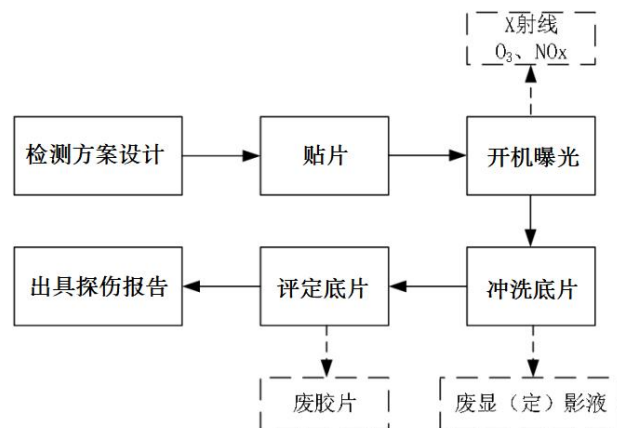 X射线
O₃、NOx
检测方案设计
贴片
开机曝光
出具探伤报告
评定底片
冲洗底片
废胶片
废显（定）影液